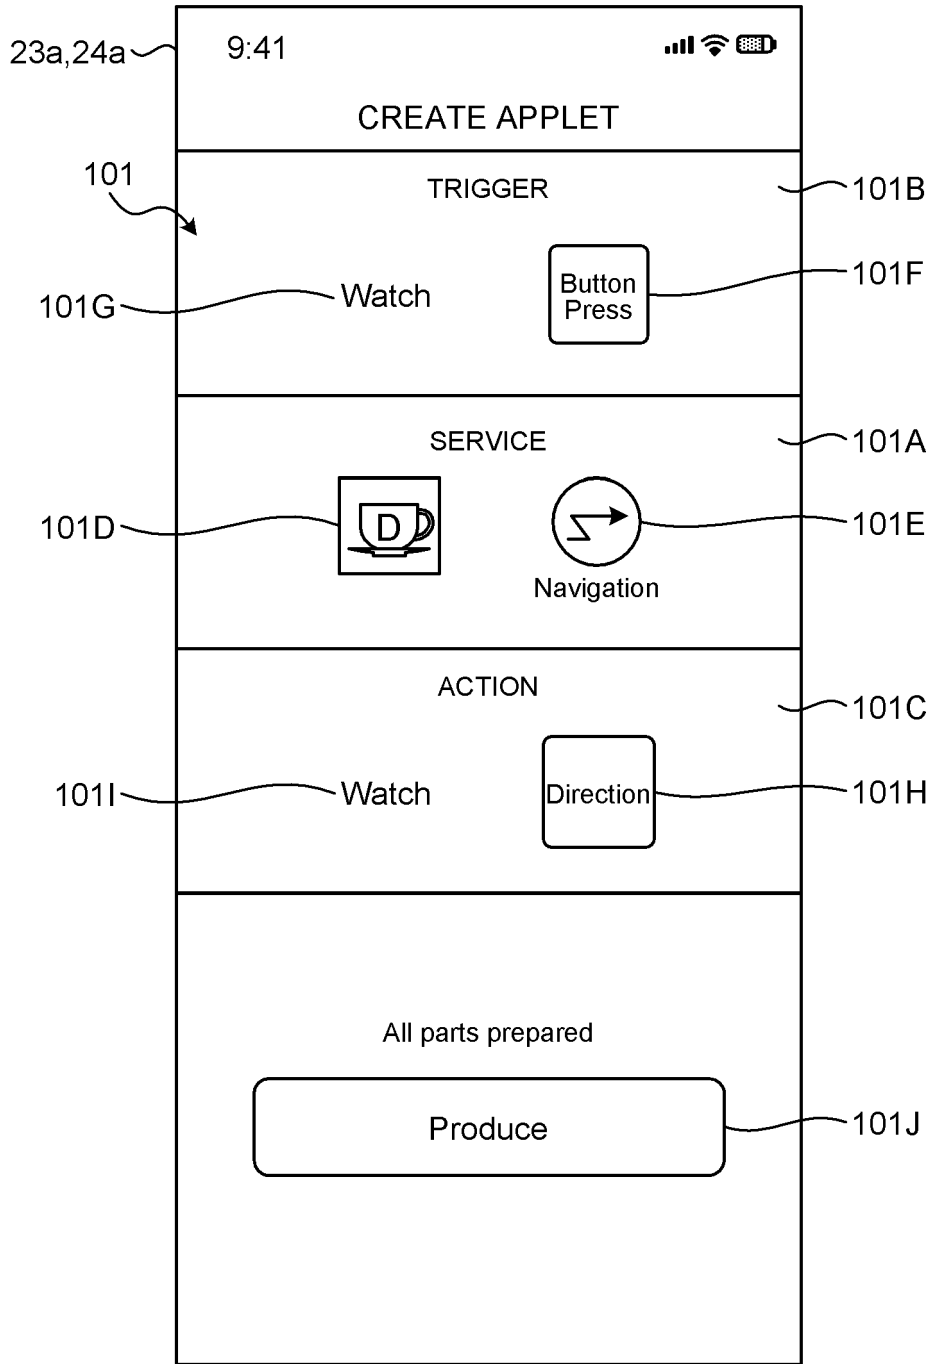 23a,24a
9:41
CREATE APPLET
101
TRIGGER
101B
101G
Watch
Button
Press
101F
SERVICE
101A
101D
D
101E
Navigation
ACTION
101C
101I
Watch
Direction
101H
All parts prepared
Produce
101J